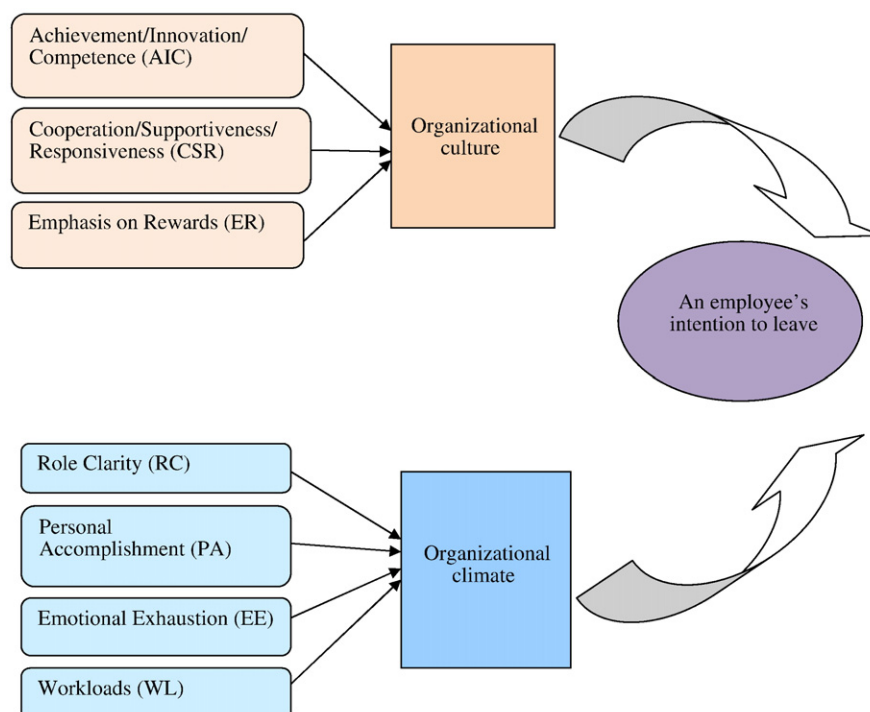 Achievement/Innovation/
Competence (AIC)
Cooperation/Supportiveness/
Responsiveness (CSR)
Emphasis on Rewards (ER)
Organizational
culture
An employee’s
intention to leave
Role Clarity (RC)
Personal
Accomplishment (PA)
Emotional Exhaustion (EE)
Workloads (WL)
Organizational
climate